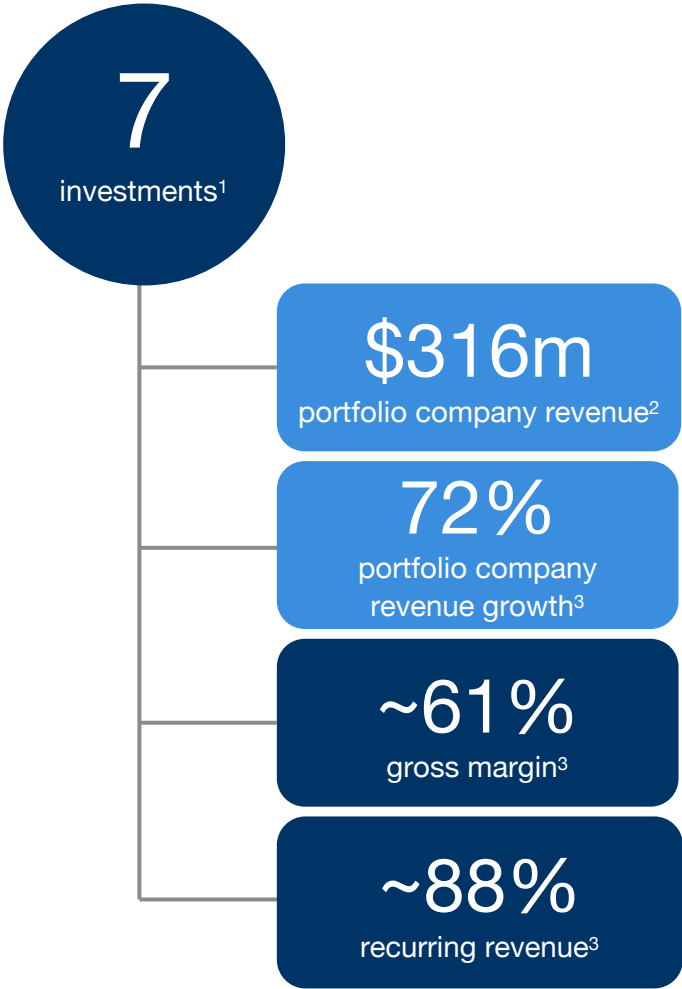 7
investments¹
$316m
portfolio company revenue²
72%
portfolio company
revenue growth³
~61%
gross margin³
~88%
recurring revenue³